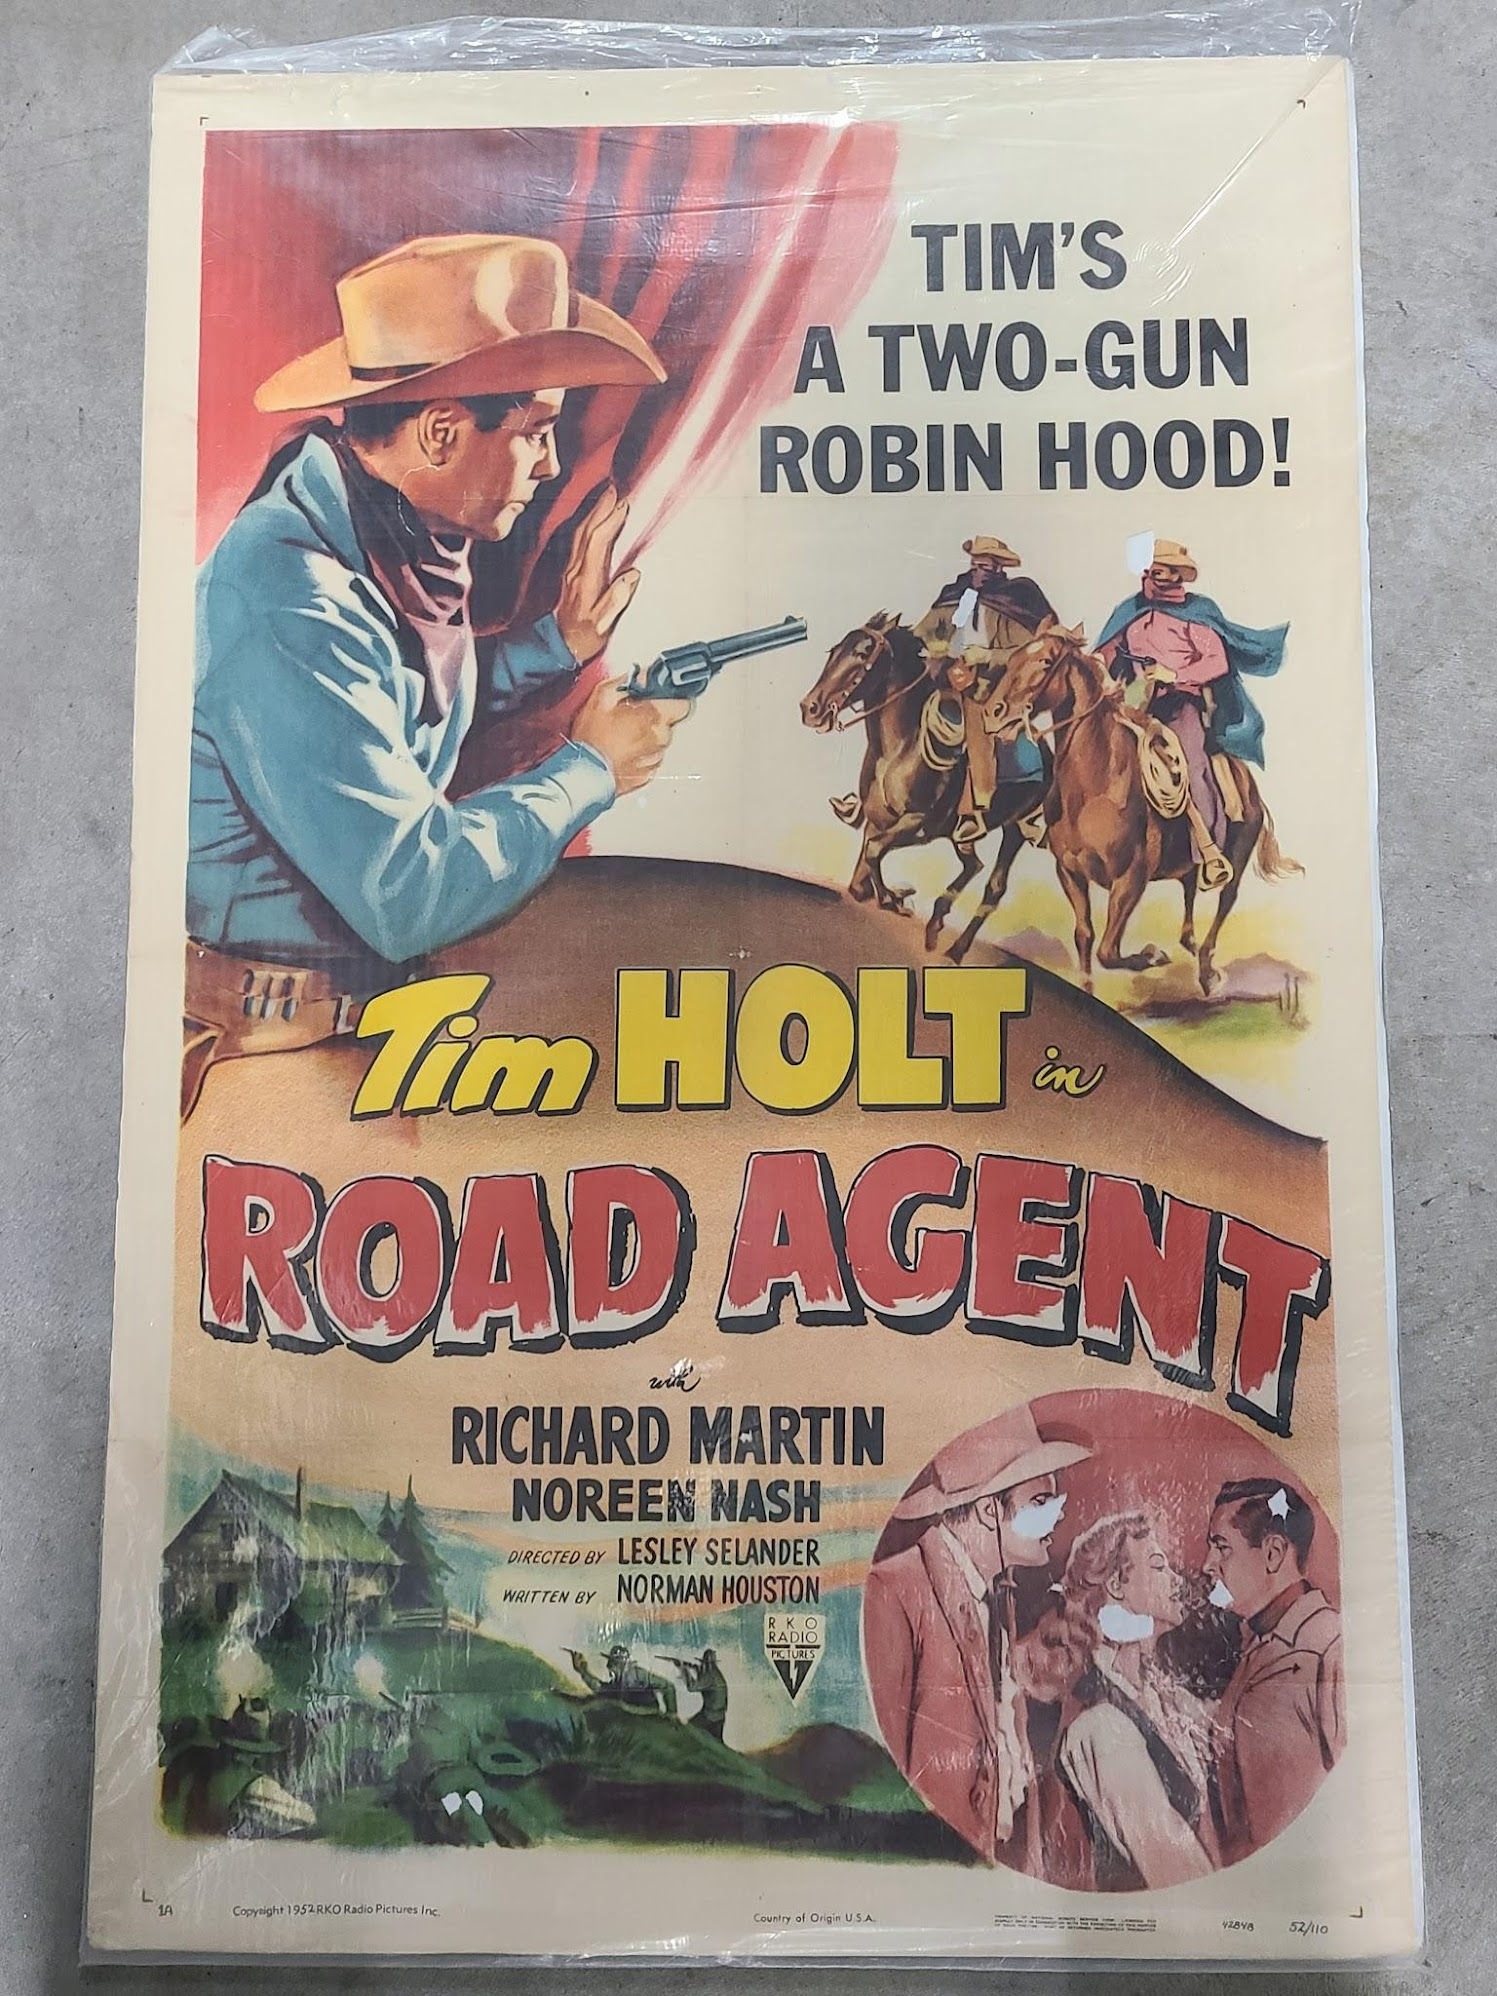 TIM'S
A TWO-GUN
ROBIN HOOD!
Tim HOLT in
ROAD AGENT
with
RICHARD MARTIN
NOREEN NASH
DIRECTED BY LESLEY SELANDER
WRITTEN BY NORMAN HOUSTON
RKO
RADIO
PICTURES
1A
Copyright 1952 RKO Radio Pictures Inc.
Country of Origin U.S.A.
52/110